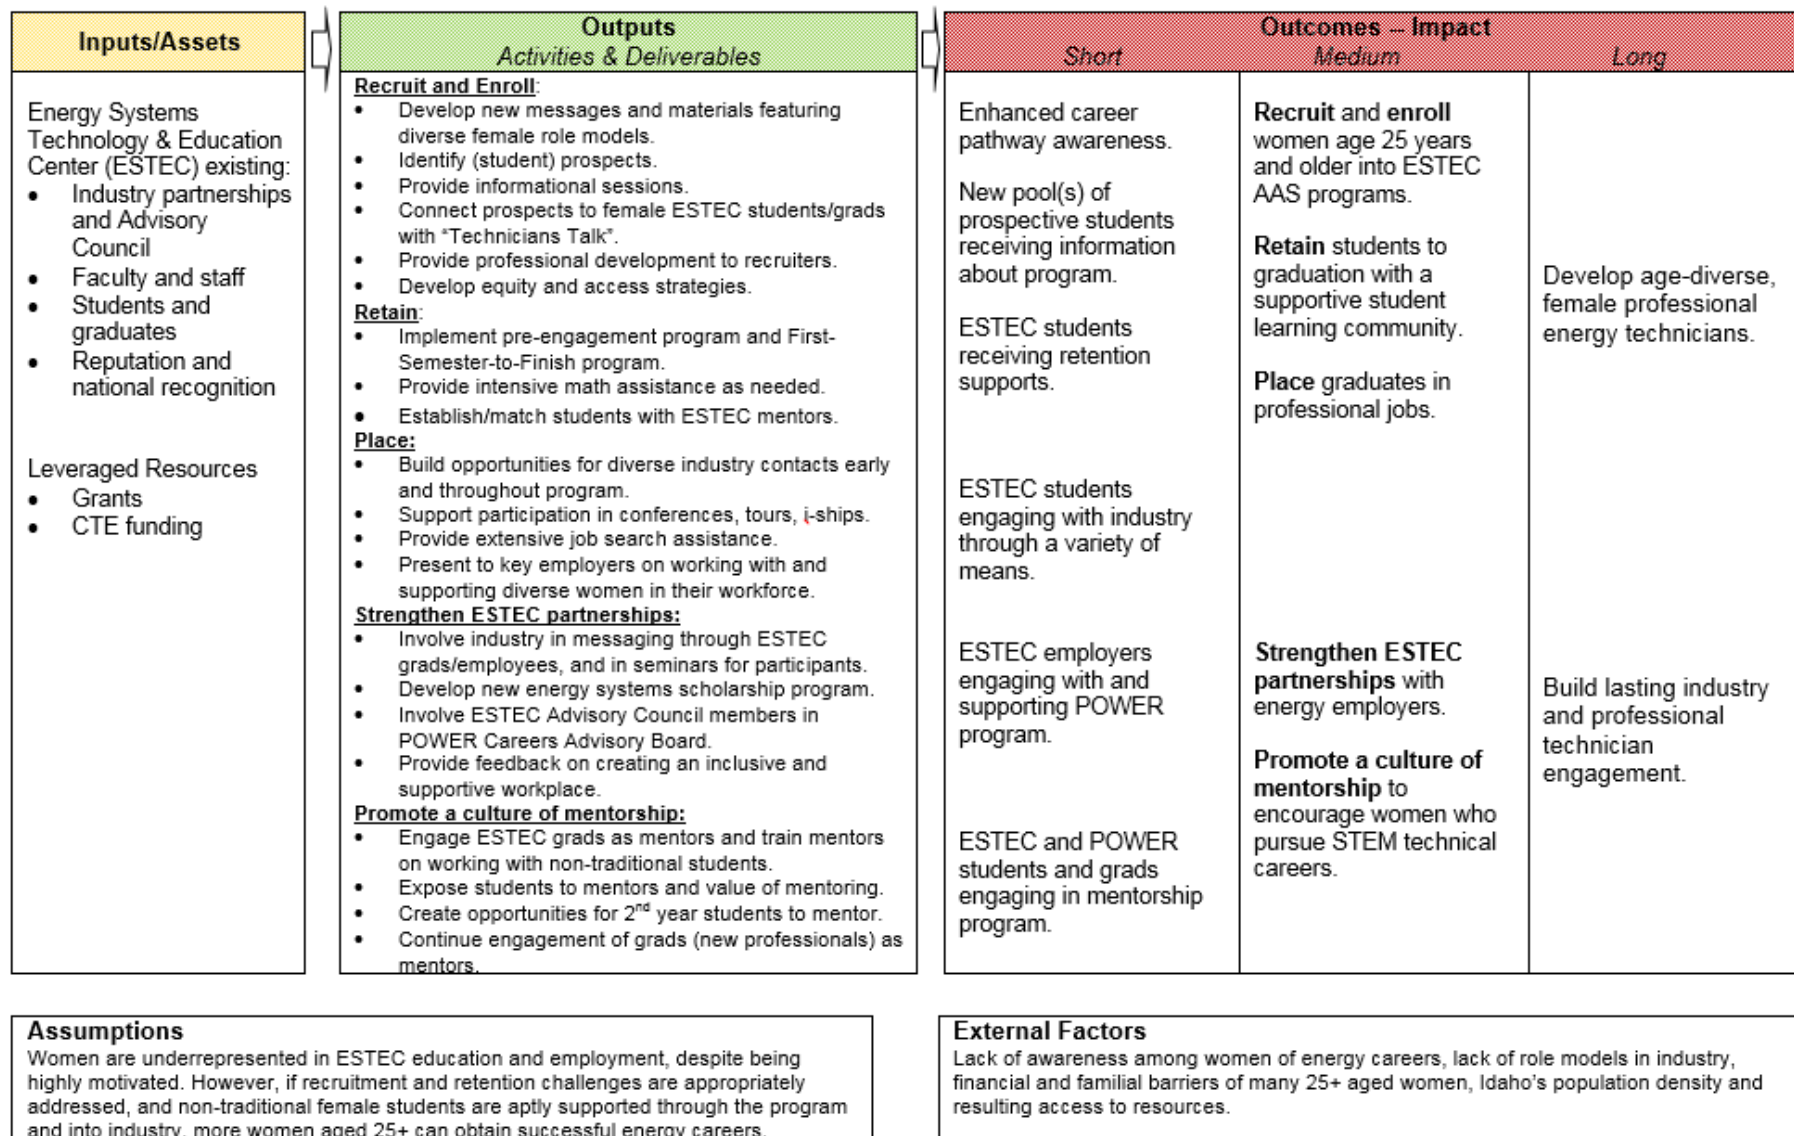 Inputs/Assets
Energy Systems
Technology & Education
Center (ESTEC) existing:
• Industry partnerships
and Advisory
Council
• Faculty and staff
• Students and
graduates
• Reputation and
national recognition
Leveraged Resources
• Grants
• CTE funding
Outputs
Activities & Deliverables
Recruit and Enroll:
• Develop new messages and materials featuring
diverse female role models.
• Identify (student) prospects.
• Provide informational sessions.
• Connect prospects to female ESTEC students/grads
with “Technicians Talk”.
• Provide professional development to recruiters.
• Develop equity and access strategies.
Retain:
• Implement pre-engagement program and First-
Semester-to-Finish program.
• Provide intensive math assistance as needed.
• Establish/match students with ESTEC mentors.
Place:
• Build opportunities for diverse industry contacts early
and throughout program.
• Support participation in conferences, tours, i-ships.
• Provide extensive job search assistance.
• Present to key employers on working with and
supporting diverse women in their workforce.
Strengthen ESTEC partnerships:
• Involve industry in messaging through ESTEC
grads/employees, and in seminars for participants.
• Develop new energy systems scholarship program.
• Involve ESTEC Advisory Council members in
POWER Careers Advisory Board.
• Provide feedback on creating an inclusive and
supportive workplace.
Promote a culture of mentorship:
• Engage ESTEC grads as mentors and train mentors
on working with non-traditional students.
• Expose students to mentors and value of mentoring.
• Create opportunities for 2nd year students to mentor.
• Continue engagement of grads (new professionals) as
mentors.
Outcomes – Impact
Short
Medium
Long
Enhanced career
pathway awareness.
New pool(s) of
prospective students
receiving information
about program.
ESTEC students
receiving retention
supports.
ESTEC students
engaging with industry
through a variety of
means.
ESTEC employers
engaging with and
supporting POWER
program.
ESTEC and POWER
students and grads
engaging in mentorship
program.
Recruit and enroll
women age 25 years
and older into ESTEC
AAS programs.
Retain students to
graduation with a
supportive student
learning community.
Place graduates in
professional jobs.
Strengthen ESTEC
partnerships with
energy employers.
Promote a culture of
mentorship to
encourage women who
pursue STEM technical
careers.
Develop age-diverse,
female professional
energy technicians.
Build lasting industry
and professional
technician
engagement.
Assumptions
Women are underrepresented in ESTEC education and employment, despite being
highly motivated. However, if recruitment and retention challenges are appropriately
addressed, and non-traditional female students are aptly supported through the program
and into industry, more women aged 25+ can obtain successful energy careers.
External Factors
Lack of awareness among women of energy careers, lack of role models in industry,
financial and familial barriers of many 25+ aged women, Idaho’s population density and
resulting access to resources.